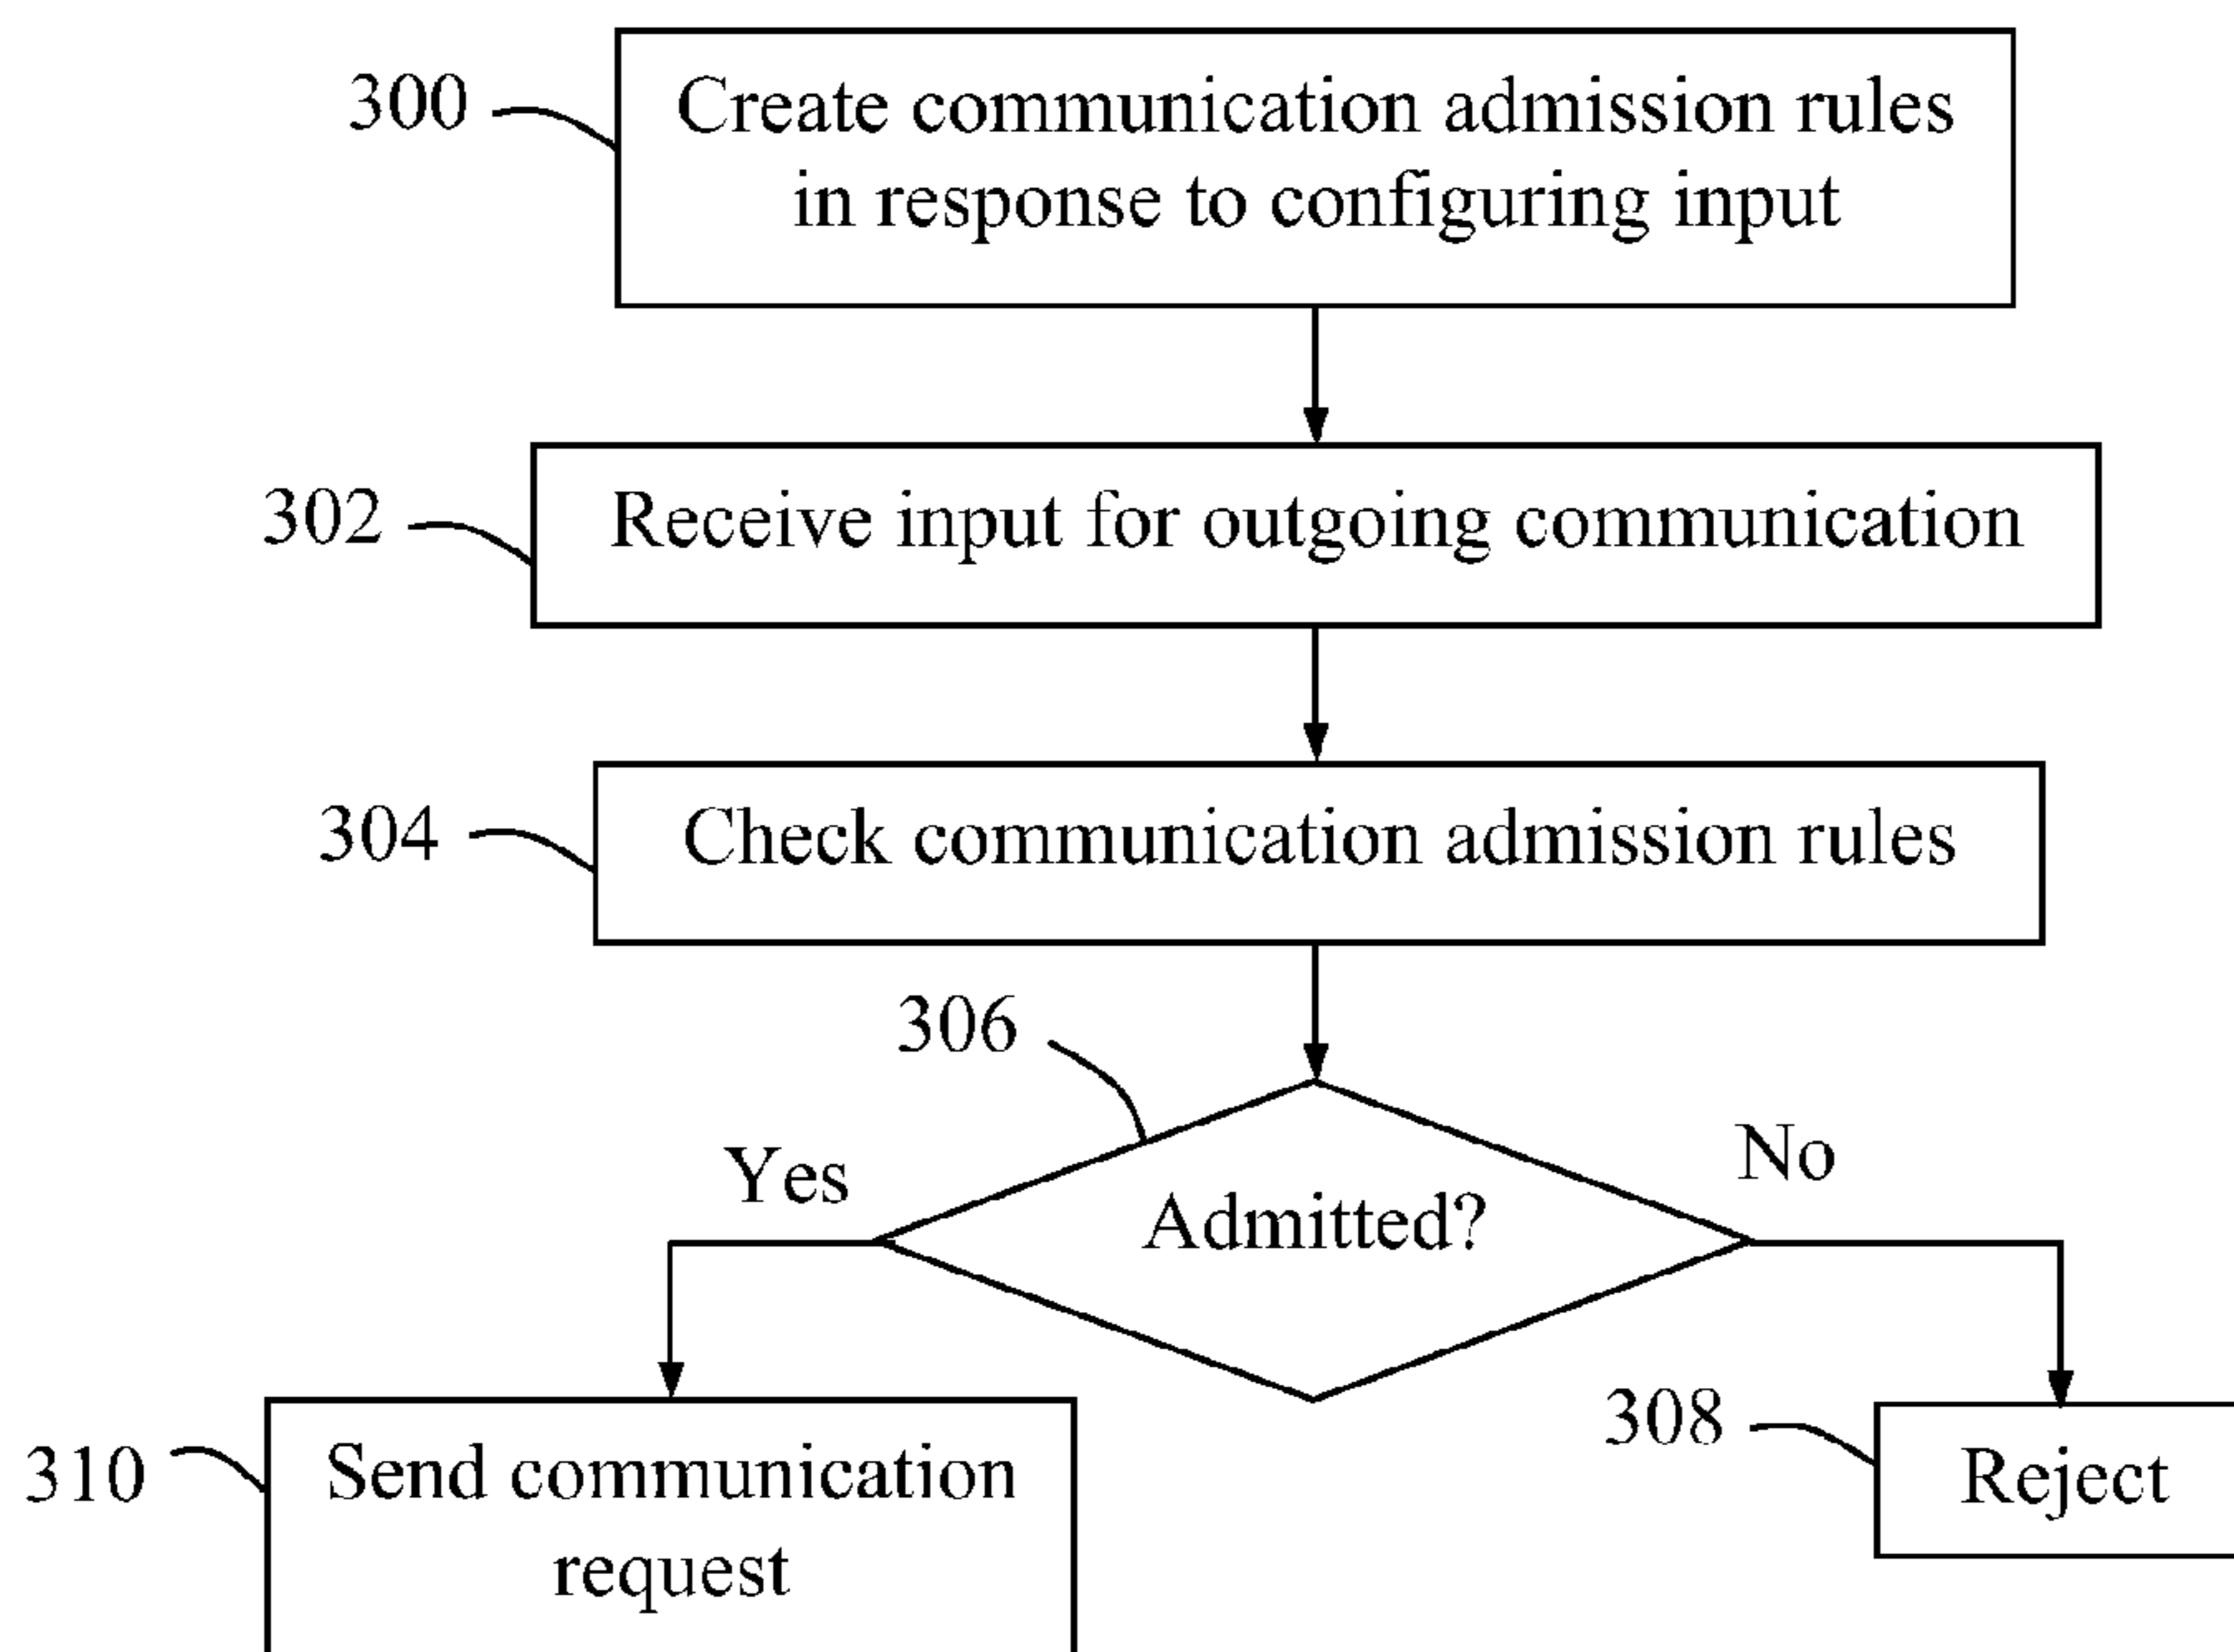 300
Create communication admission rules
in response to configuring input
302
Receive input for outgoing communication
304
Check communication admission rules
306
Yes
No
Admitted?
308
310
Send communication
request
Reject